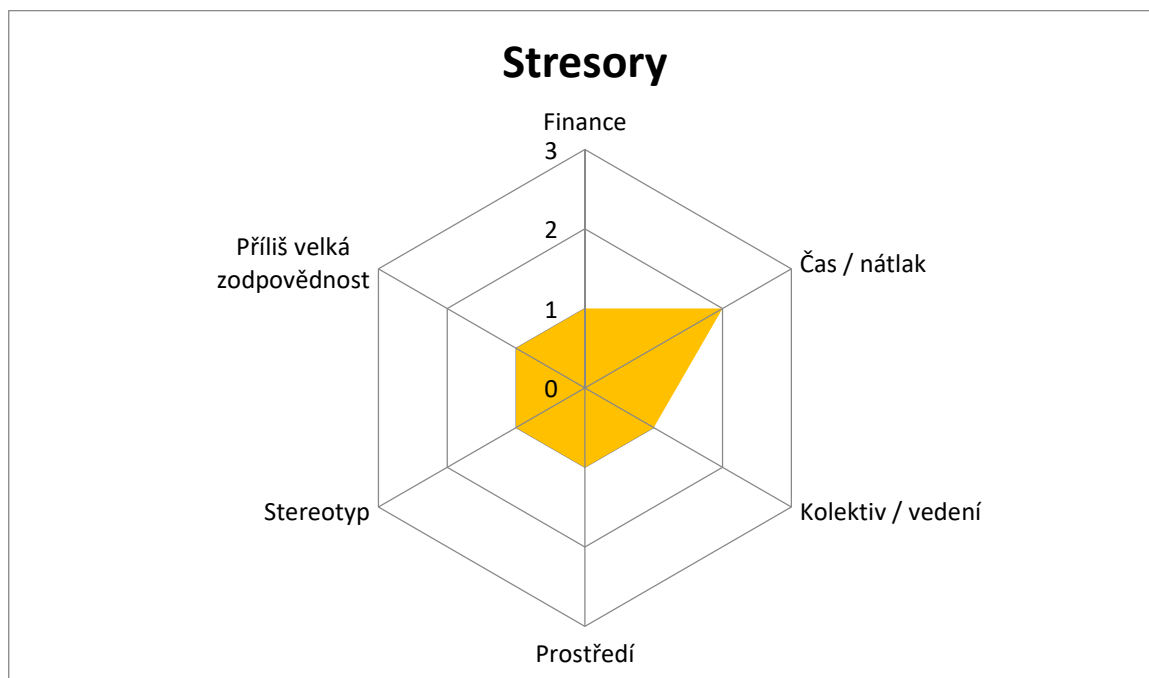 Stresory
Finance
3
2
1
0
Příliš velká
zodpovědnost
Čas / nátlak
Stereotyp
Kolektiv / vedení
Prostředí